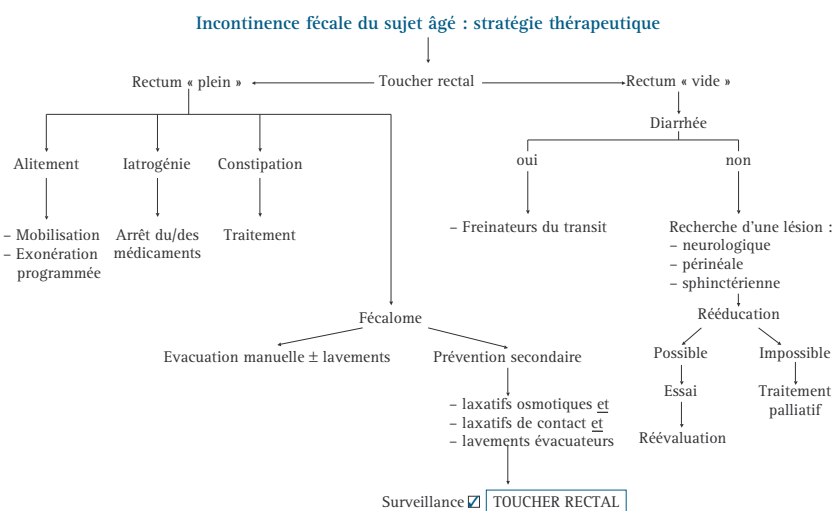 Incontinence fécale du sujet âgé : stratégie thérapeutique
Rectum « plein »
Toucher rectal
Rectum « vide »
Diarrhée
Alitement
Iatrogénie
Constipation
oui
non
– Mobilisation
– Exonération
programmée
Arrêt du/des
médicaments
Traitement
– Freinateurs du transit
Recherche d'une lésion :
– neurologique
– périnéale
– sphinctérienne
Rééducation
Fécalome
Evacuation manuelle ± lavements
Prévention secondaire
Possible
Impossible
Essai
Traitement
palliatif
Réévaluation
– laxatifs osmotiques et
– laxatifs de contact et
– lavements évacuateurs
Surveillance ☑ TOUCHER RECTAL